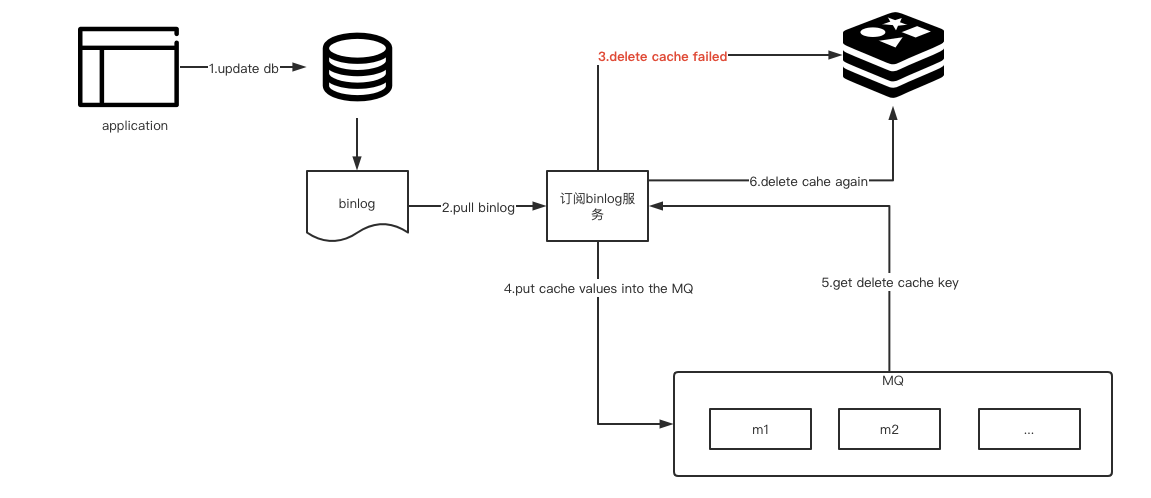 3.delete cache failed
1.update db
application
6.delete cahe again
订阅binlog服
务
binlog
2.pull binlog
5.get delete cache key
4.put cache values into the MQ
MQ
m1
m2
...